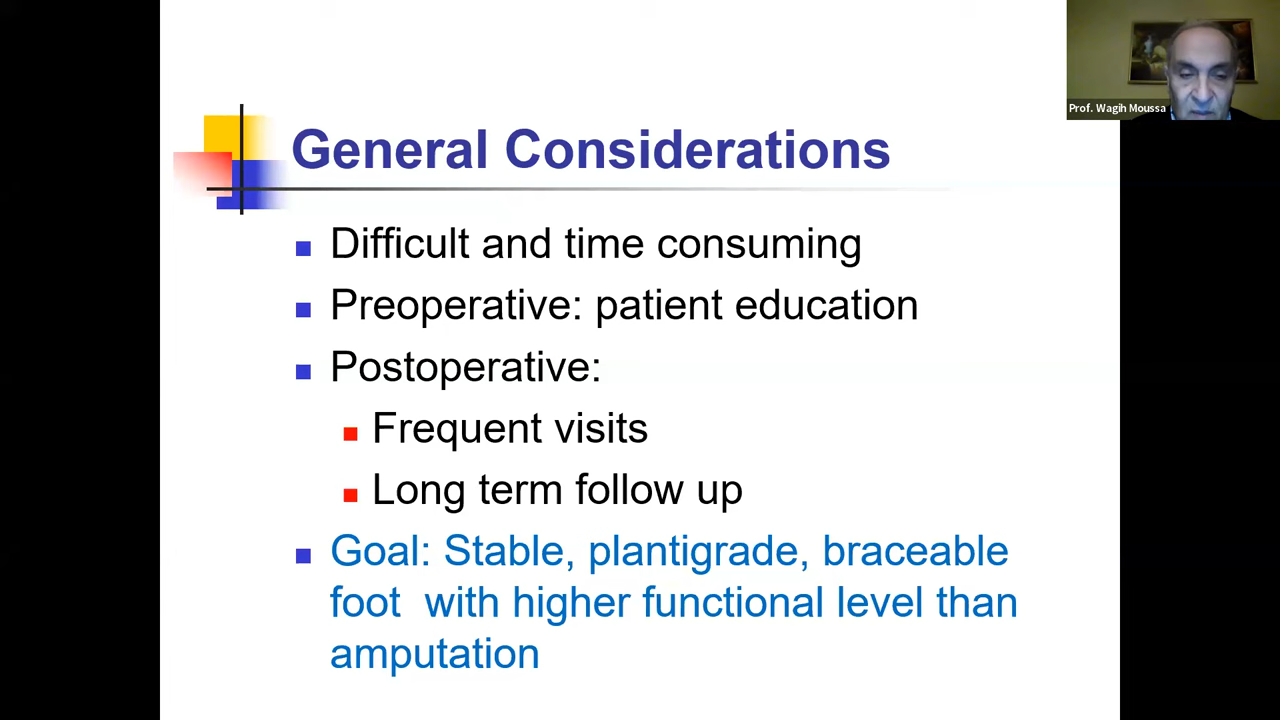 Prof. Wagih Moussa
General Considerations
Difficult and time consuming
Preoperative: patient education
Postoperative:
Frequent visits
Long term follow up
Goal: Stable, plantigrade, braceable
foot with higher functional level than
amputation